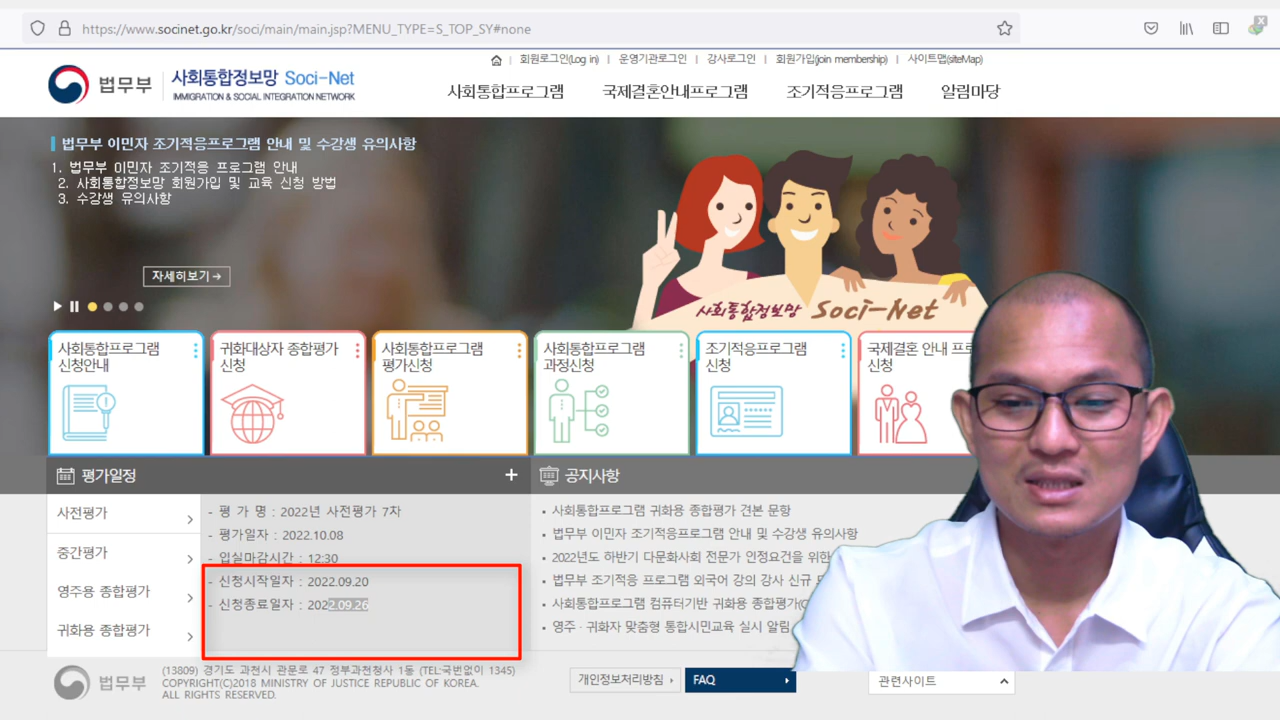 https://www.socinet.go.kr/soci/main/main.jsp?MENU_TYPE=S_TOP_SY#none
회원로그인(Log in) | 운영기관로그인 | 강사로그인 | 회원가입(join membership) | 사이트맵(siteMap)
법무부
사회통합정보망 Soci-Net
IMMIGRATION & SOCIAL INTEGRATION NETWORK
사회통합프로그램 국제결혼안내프로그램 조기적응프로그램 알림마당
법무부 이민자 조기적응프로그램 안내 및 수강생 유의사항
1. 법무부 이민자 조기적응 프로그램 안내
2. 사회통합정보망 회원가입 및 교육 신청 방법
3. 수강생 유의사항
자세히보기→
사회통합정보망 Soci-Net
사회통합프로그램
신청안내
귀화대상자 종합평가
신청
사회통합프로그램
평가신청
사회통합프로그램
과정신청
조기적응프로그램
신청
국제결혼 안내 프로
신청
평가일정 +
사전평가
중간평가
영주용 종합평가
귀화용 종합평가
- 평 가 명 : 2022년 사전평가 7차
- 평가일자 : 2022.10.08
- 입실마감시간 : 12:30
- 신청시작일자 : 2022.09.20
- 신청종료일자 : 2022.09.26
공지사항
사회통합프로그램 귀화용 종합평가 견본 문항
법무부 이민자 조기적응프로그램 안내 및 수강생 유의사항
2022년도 하반기 다문화사회 전문가 인정요건을 위한
법무부 조기적응 프로그램 외국어 강의 강사 신규
사회통합프로그램 컴퓨터기반 귀화용 종합평가(
영주 · 귀화자 맞춤형 통합시민교육 실시 알림
법무부
(13809) 경기도 과천시 관문로 47 정부과천청사 1동 (TEL:국번없이 1345)
COPYRIGHT(C)2018 MINISTRY OF JUSTICE REPUBLIC OF KOREA.
ALL RIGHTS RESERVED.
개인정보처리방침
FAQ
관련사이트